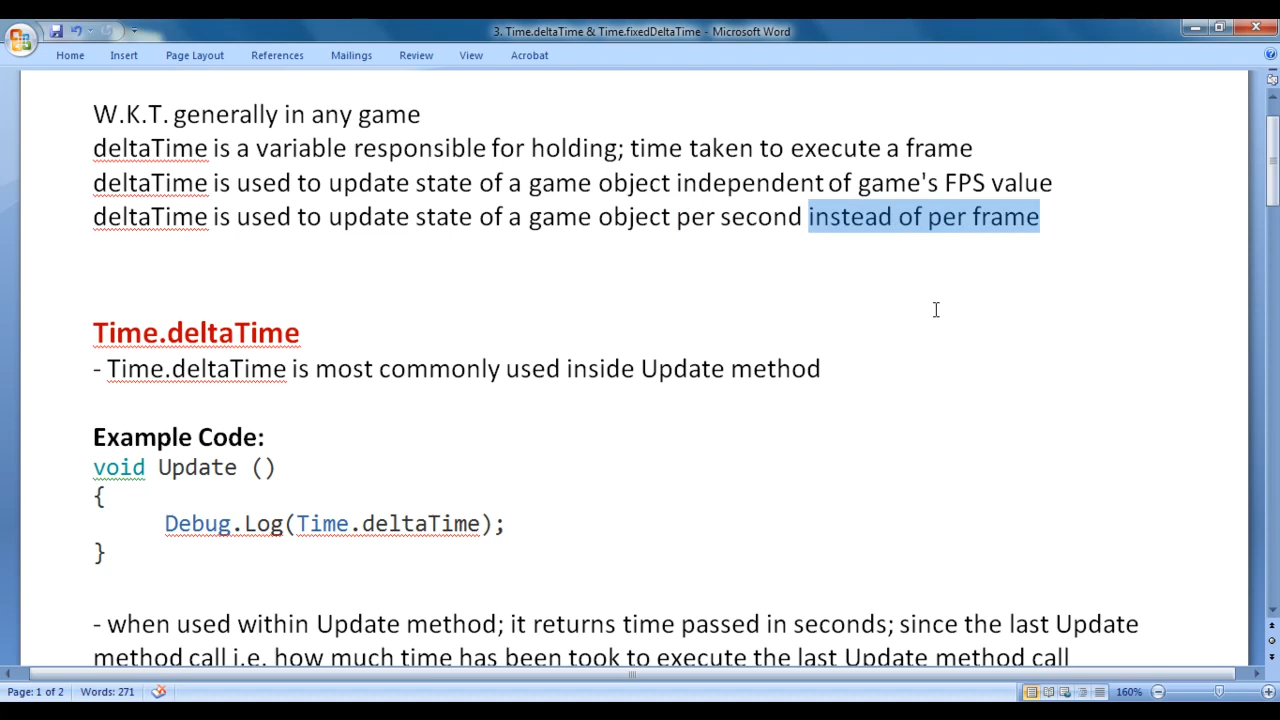 3. Time.deltaTime & Time.fixedDeltaTime - Microsoft Word
Home Insert Page Layout References Mailings Review View Acrobat
W.K.T. generally in any game
deltaTime is a variable responsible for holding; time taken to execute a frame
deltaTime is used to update state of a game object independent of game's FPS value
deltaTime is used to update state of a game object per second instead of per frame
Time.deltaTime
- Time.deltaTime is most commonly used inside Update method
Example Code:
void Update ()
{
Debug.Log(Time.deltaTime);
}
- when used within Update method; it returns time passed in seconds; since the last Update
method call i.e. how much time has been took to execute the last Update method call
Page: 1 of 2 Words: 271 160%